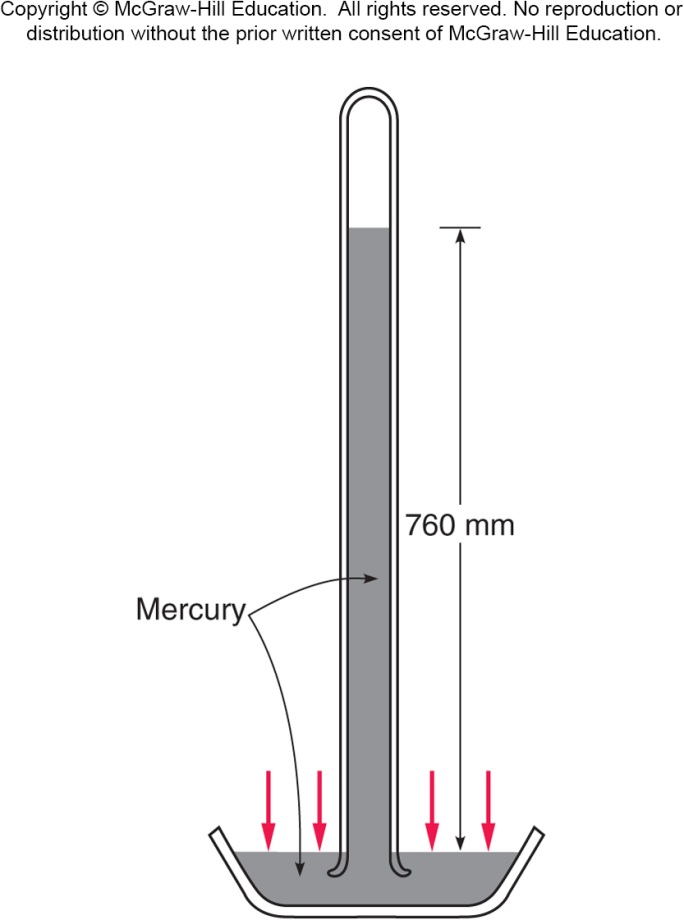 Copyright © McGraw-Hill Education. All rights reserved. No reproduction or
distribution without the prior written consent of McGraw-Hill Education.
760 mm
Mercury